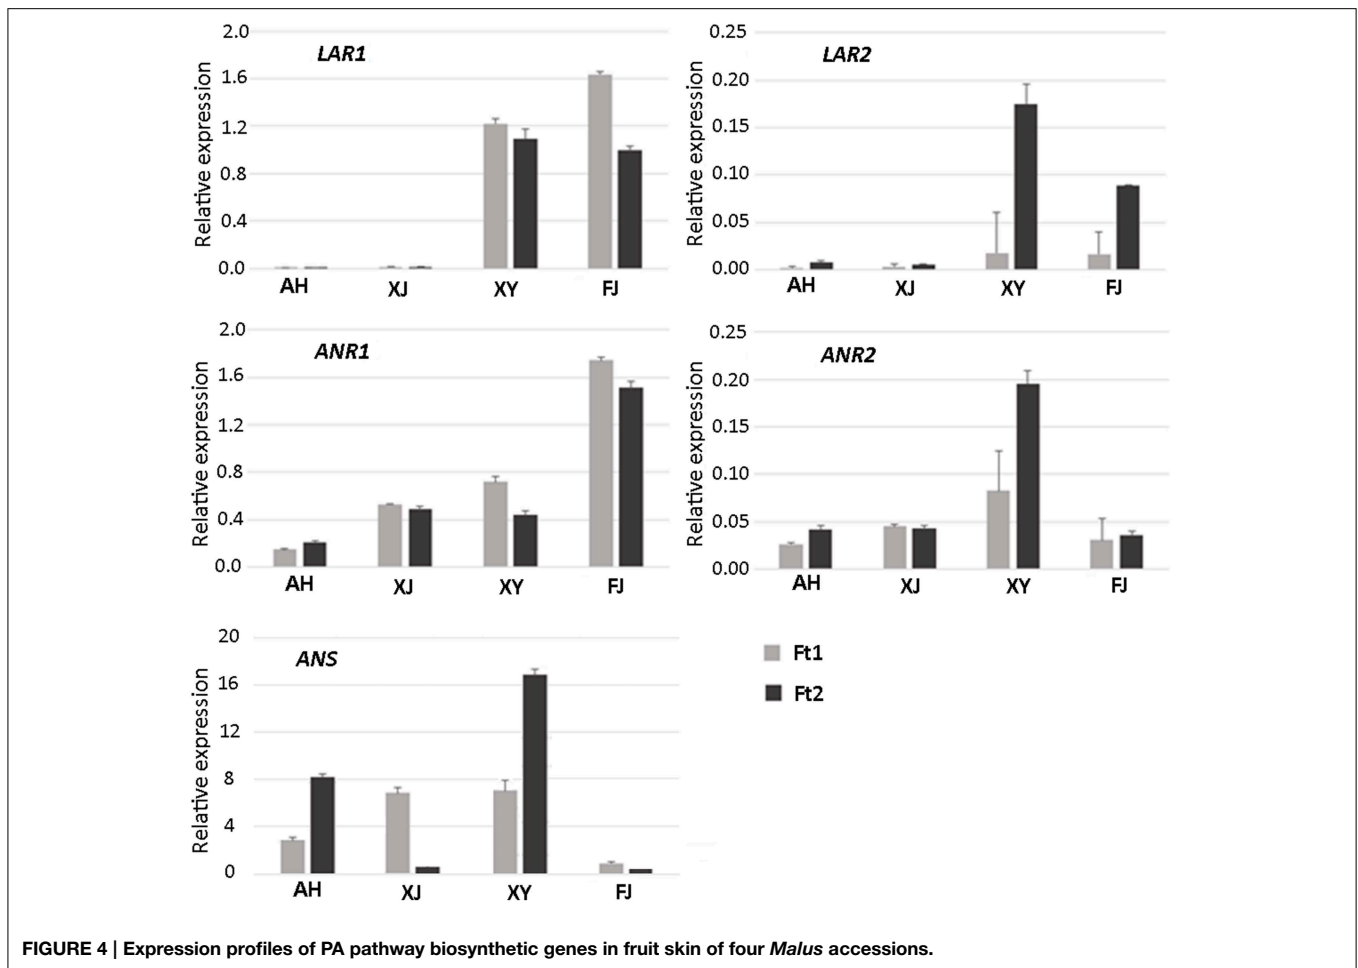 LAR1
Relative expression
2.0
1.6
1.2
0.8
0.4
0.0
AH XJ XY FJ
LAR2
Relative expression
0.25
0.20
0.15
0.10
0.05
0.00
AH XJ XY FJ
ANR1
Relative expression
2.0
1.6
1.2
0.8
0.4
0.0
AH XJ XY FJ
ANR2
Relative expression
0.25
0.20
0.15
0.10
0.05
0.00
AH XJ XY FJ
ANS
Relative expression
20
16
12
8
4
0
AH XJ XY FJ
Ft1
Ft2
FIGURE 4 | Expression profiles of PA pathway biosynthetic genes in fruit skin of four Malus accessions.